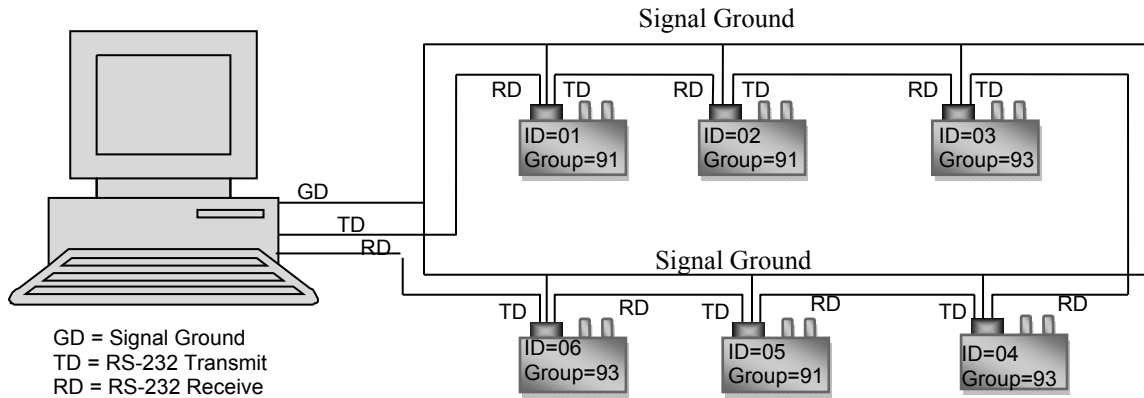 Signal Ground
RD TD RD TD RD TD
ID=01
Group=91
ID=02
Group=91
ID=03
Group=93
GD
TD
RD
Signal Ground
TD RD TD RD TD RD
ID=06
Group=93
ID=05
Group=91
ID=04
Group=93
GD = Signal Ground
TD = RS-232 Transmit
RD = RS-232 Receive